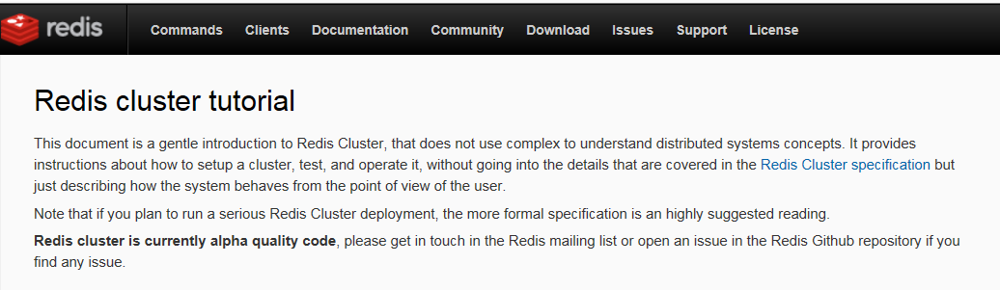 redis Commands Clients Documentation Community Download Issues Support License
Redis cluster tutorial
This document is a gentle introduction to Redis Cluster, that does not use complex to understand distributed systems concepts. It provides
instructions about how to setup a cluster, test, and operate it, without going into the details that are covered in the Redis Cluster specification but
just describing how the system behaves from the point of view of the user.
Note that if you plan to run a serious Redis Cluster deployment, the more formal specification is an highly suggested reading.
Redis cluster is currently alpha quality code, please get in touch in the Redis mailing list or open an issue in the Redis Github repository if you
find any issue.